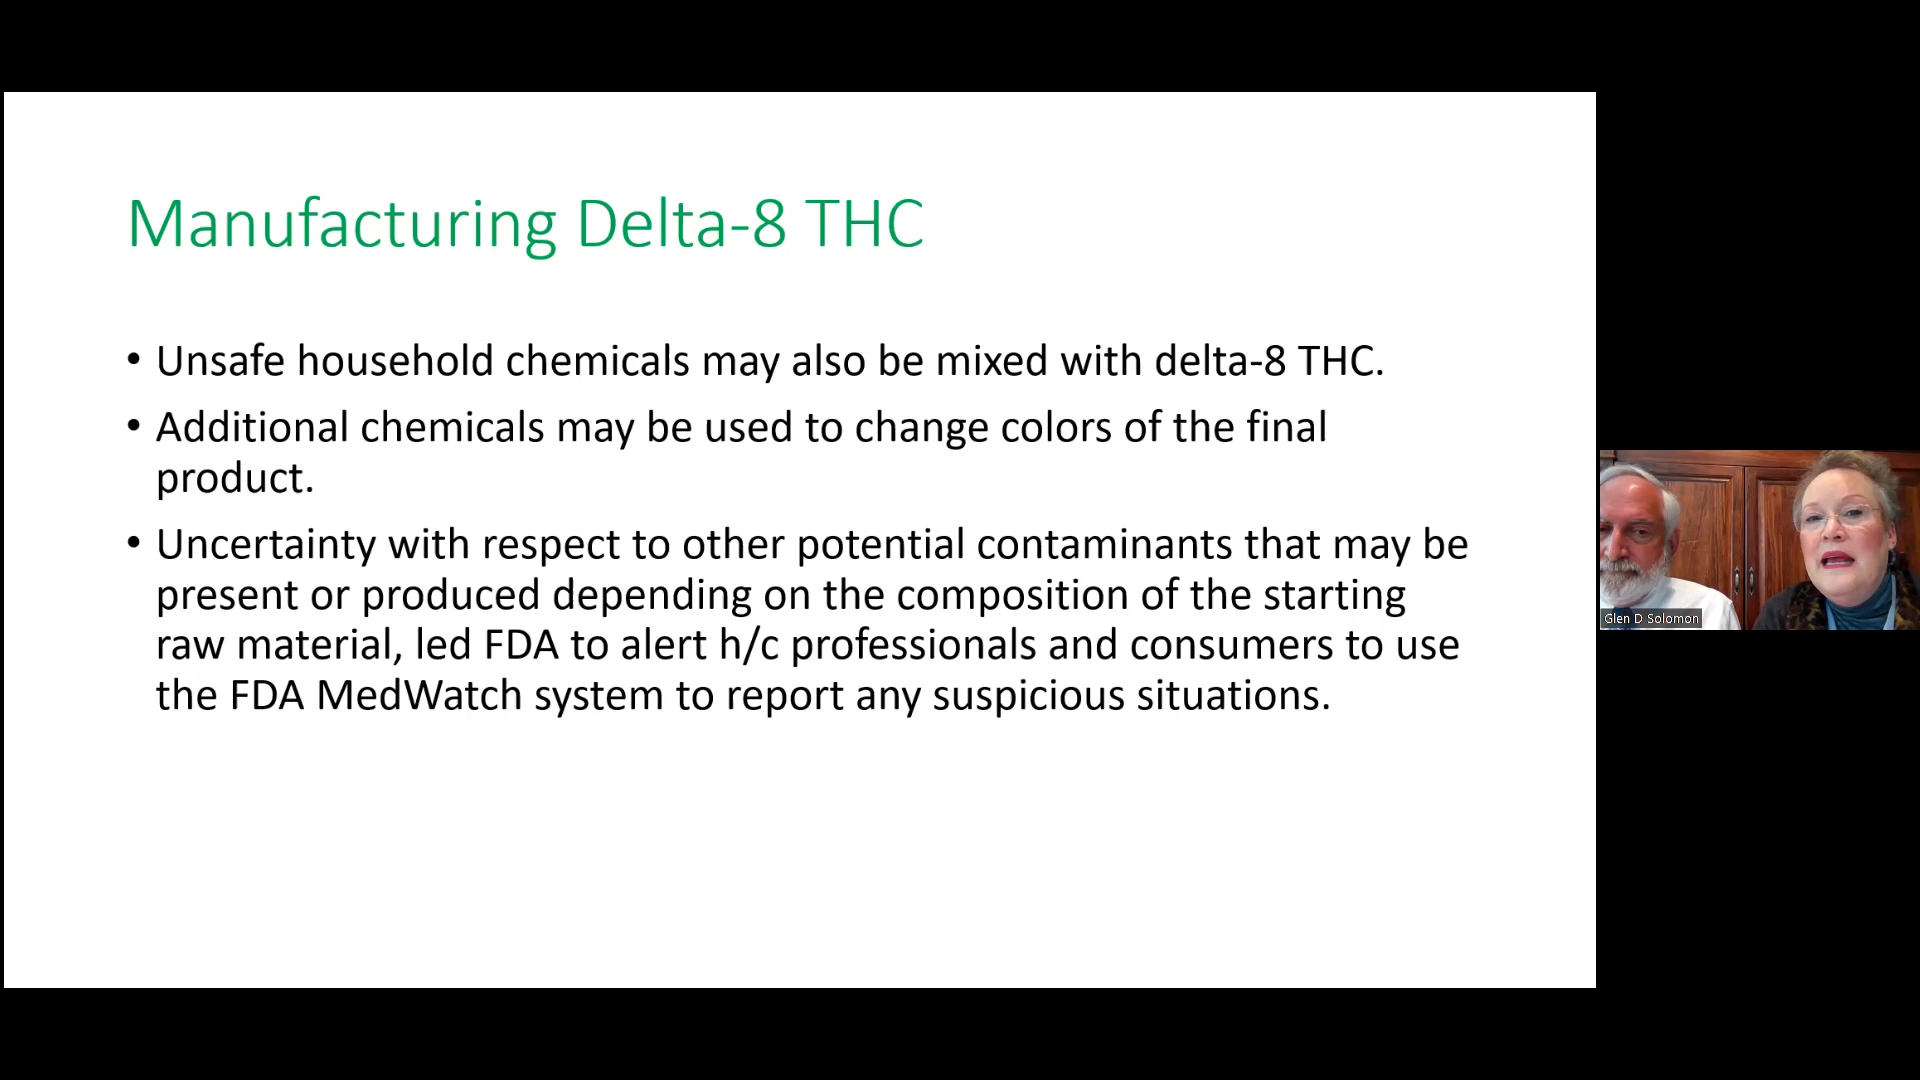 Manufacturing Delta-8 THC
• Unsafe household chemicals may also be mixed with delta-8 THC.
• Additional chemicals may be used to change colors of the final
product.
• Uncertainty with respect to other potential contaminants that may be
present or produced depending on the composition of the starting
raw material, led FDA to alert h/c professionals and consumers to use
the FDA MedWatch system to report any suspicious situations.
Glen D Solomon